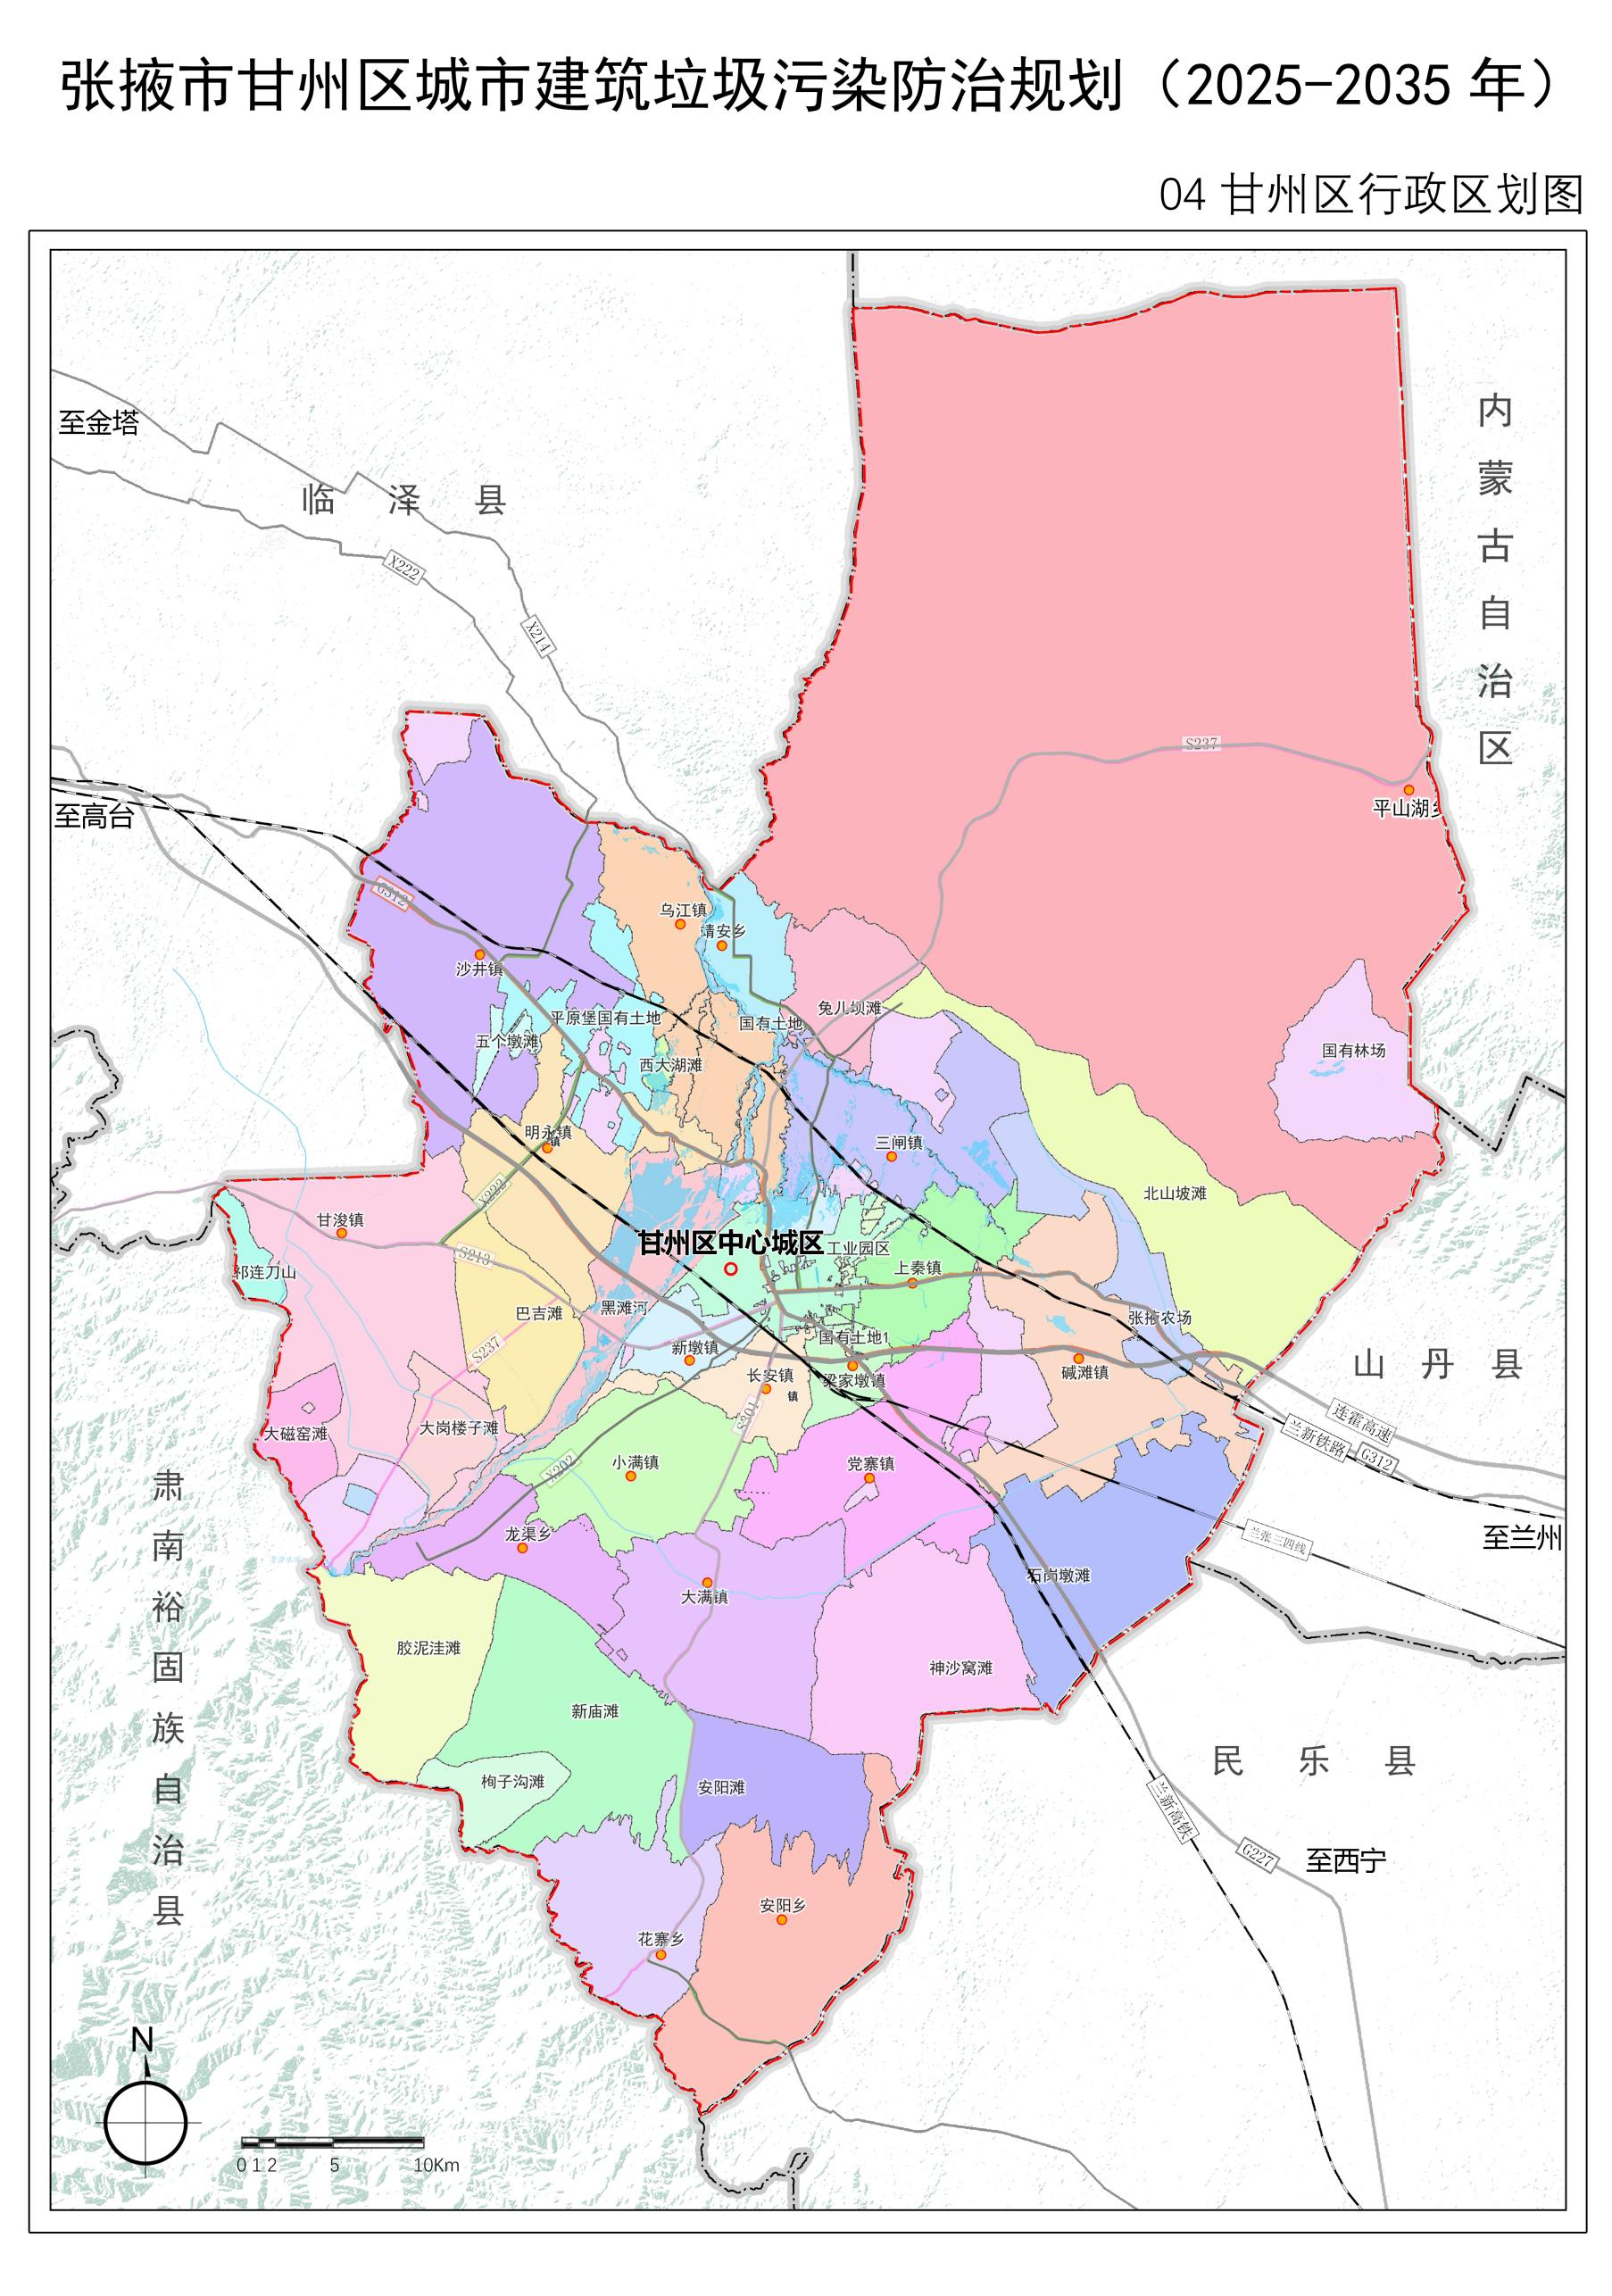 张掖市甘州区城市建筑垃圾污染防治规划（2025-2035 年）
04 甘州区行政区划图
内蒙古自治区
至金塔
临泽县
X222
X214
S237
平山湖乡
至高台
G312
乌江镇
靖安乡
沙井镇
兔儿坝滩
平原堡国有土地
国有土地
五个墩滩
西大湖滩
国有林场
明永镇
镇
三闸镇
X222
北山坡滩
甘浚镇
甘州区中心城区
工业园区
S213
祁连刀山
上秦镇
巴吉滩
黑滩河
张掖农场
国有土地1
S237
新墩镇
山丹县
碱滩镇
长安镇
梁家墩镇
镇
连霍高速
S301
大磁窑滩
大岗楼子滩
兰新铁路
G312
小满镇
党寨镇
X202
肃南裕固族自治县
龙渠乡
至兰州
兰张三四线
石岗墩滩
大满镇
胶泥洼滩
神沙窝滩
新庙滩
民乐县
栒子沟滩
安阳滩
兰新高铁
G227
至西宁
安阳乡
花寨乡
N
0 1 2 5 10Km